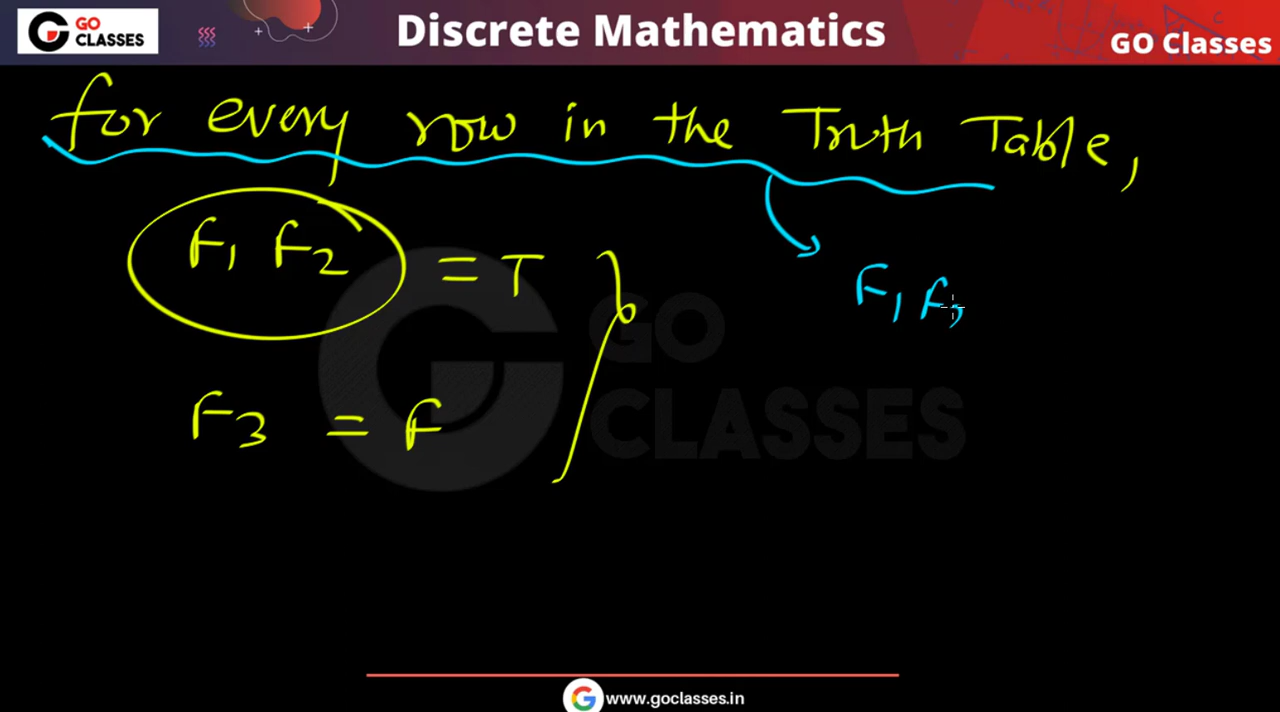 GO CLASSES
Discrete Mathematics
GO Classes
for every row in the Truth Table,
F1 F2 = T
F1 F2
F3 = F
GO CLASSES
www.goclasses.in